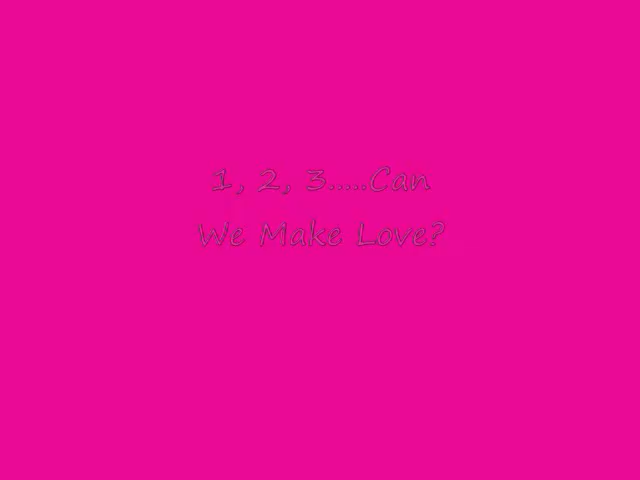 1, 2, 3.....Can
We Make Love?